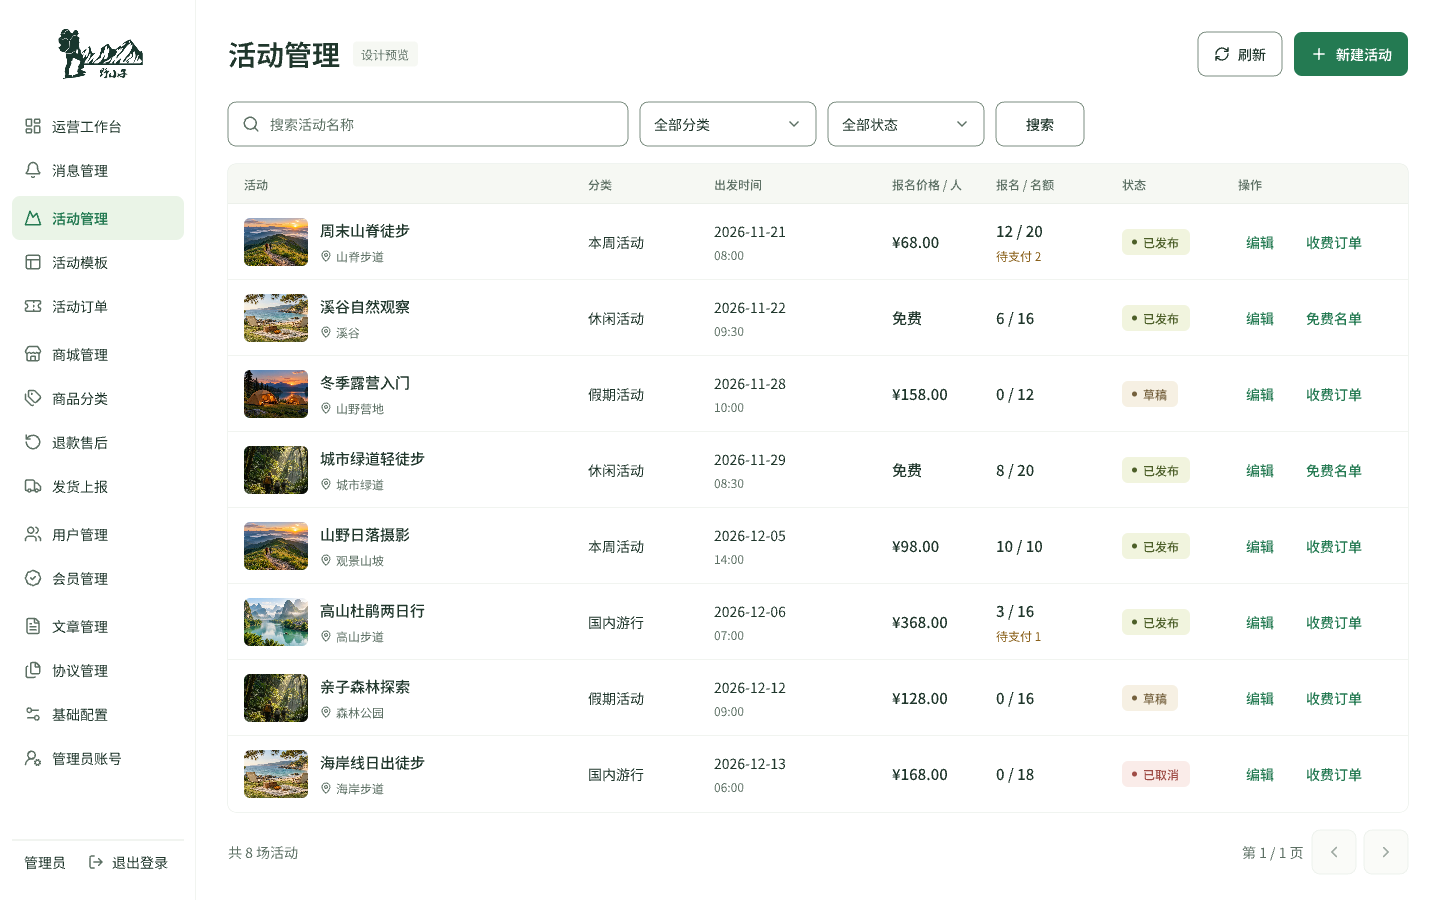 野小子
运营工作台
消息管理
活动管理
活动模板
活动订单
商城管理
商品分类
退款售后
发货上报
用户管理
会员管理
文章管理
协议管理
基础配置
管理员账号
管理员 退出登录
活动管理 设计预览
刷新 新建活动
搜索活动名称 全部分类 全部状态 搜索
活动 分类 出发时间 报名价格 / 人 报名 / 名额 状态 操作
周末山脊徒步
山脊步道
本周活动
2026-11-21
08:00
¥68.00
12 / 20
待支付 2
已发布
编辑 收费订单
溪谷自然观察
溪谷
休闲活动
2026-11-22
09:30
免费
6 / 16
已发布
编辑 免费名单
冬季露营入门
山野营地
假期活动
2026-11-28
10:00
¥158.00
0 / 12
草稿
编辑 收费订单
城市绿道轻徒步
城市绿道
休闲活动
2026-11-29
08:30
免费
8 / 20
已发布
编辑 免费名单
山野日落摄影
观景山坡
本周活动
2026-12-05
14:00
¥98.00
10 / 10
已发布
编辑 收费订单
高山杜鹃两日行
高山步道
国内游行
2026-12-06
07:00
¥368.00
3 / 16
待支付 1
已发布
编辑 收费订单
亲子森林探索
森林公园
假期活动
2026-12-12
09:00
¥128.00
0 / 16
草稿
编辑 收费订单
海岸线日出徒步
海岸步道
国内游行
2026-12-13
06:00
¥168.00
0 / 18
已取消
编辑 收费订单
共 8 场活动
第 1 / 1 页